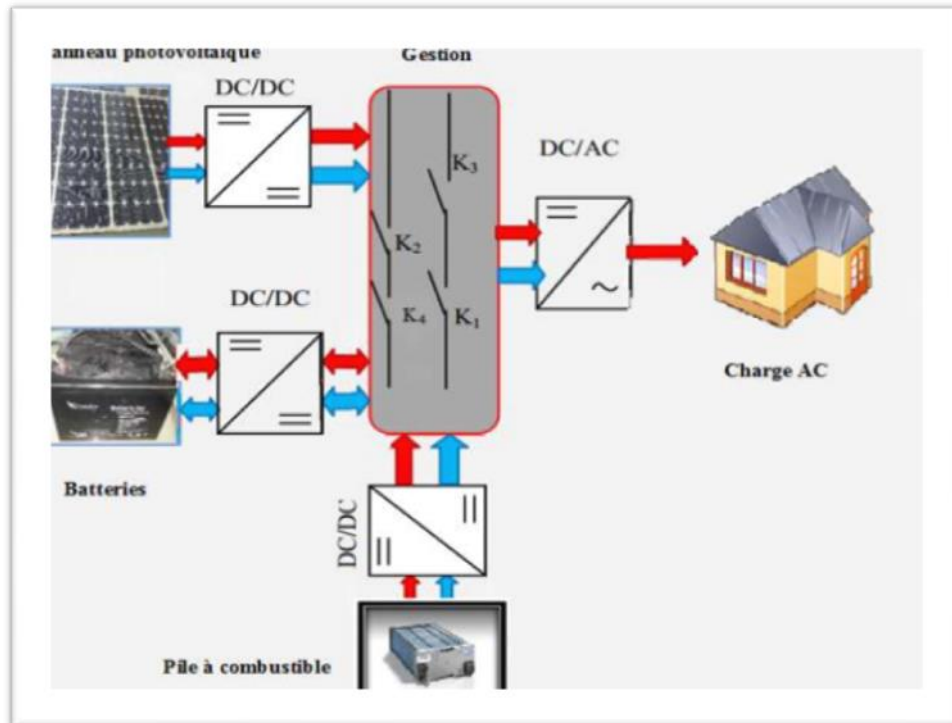 anneau photovoltaïque
Gestion
DC/DC
K₃
DC/AC
K₂
DC/DC
K₄
K₁
Charge AC
Batteries
DC/DC
Pile à combustible